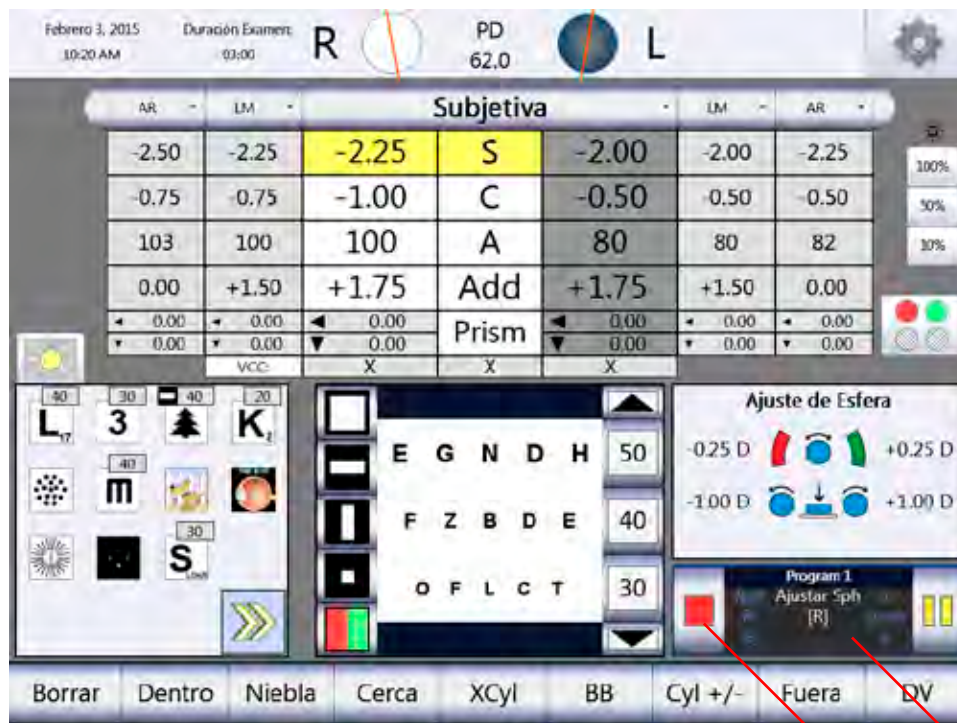 Febrero 3, 2015 Duración Examen: R PD L
10:20 AM 03:00 62.0
AR LM Subjetiva LM AR
-2.50 -2.25 -2.25 S -2.00 -2.00 -2.25
-0.75 -0.75 -1.00 C -0.50 -0.50 -0.50
103 100 100 A 80 80 82
0.00 +1.50 +1.75 Add +1.75 +1.50 0.00
0.00 0.00 0.00 Prism 0.00 0.00 0.00
0.00 0.00 0.00 0.00 0.00 0.00
VCC: X X X
100%
50%
10%
40 30 40 20
L 17 3 K 2
40
m
30
S
E G N D H 50
F Z B D E 40
O F L C T 30
Ajuste de Esfera
-0.25 D +0.25 D
-1.00 D +1.00 D
Program 1
Ajustar Sph
[R]
Borrar Dentro Niebla Cerca XCyl BB Cyl +/- Fuera DV